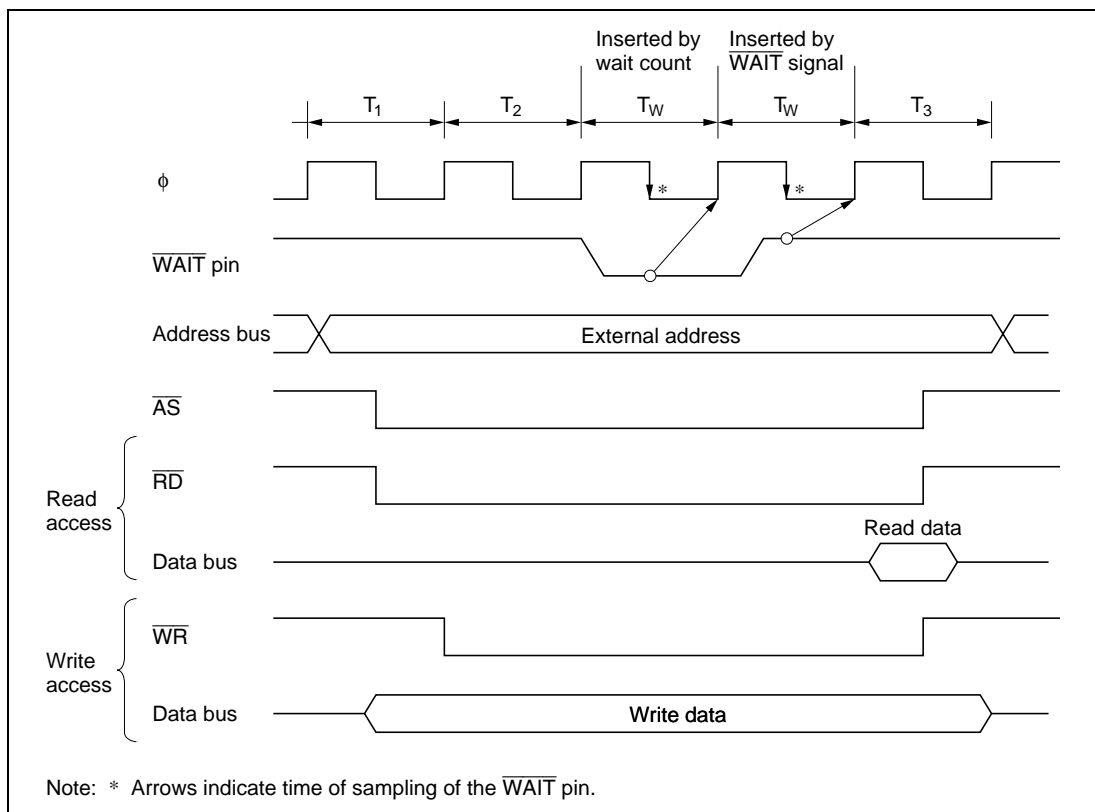 Inserted by
wait count
Inserted by
WAIT signal
T1 T2 TW TW T3
ϕ
* *
WAIT pin
Address bus External address
AS
Read
access
RD
Read data
Data bus
Write
access
WR
Data bus Write data
Note: * Arrows indicate time of sampling of the WAIT pin.